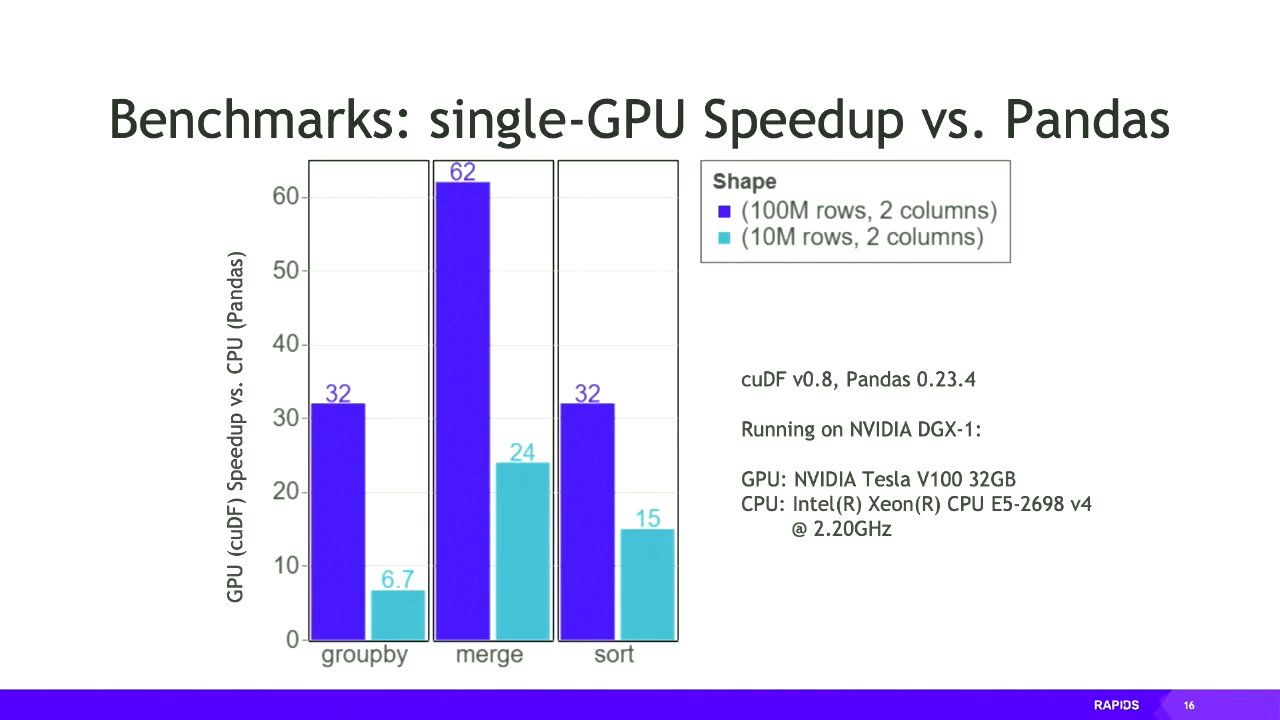 Benchmarks: single-GPU Speedup vs. Pandas
GPU (cuDF) Speedup vs. CPU (Pandas)
60
50
40
30
20
10
0
32
6.7
62
24
32
15
groupby
merge
sort
Shape
(100M rows, 2 columns)
(10M rows, 2 columns)
cuDF v0.8, Pandas 0.23.4
Running on NVIDIA DGX-1:
GPU: NVIDIA Tesla V100 32GB
CPU: Intel(R) Xeon(R) CPU E5-2698 v4
@ 2.20GHz
RAPIDS
16